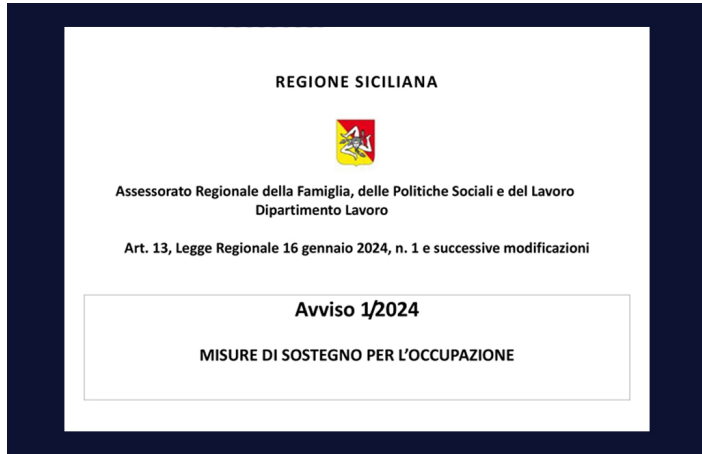 REGIONE SICILIANA
Assessorato Regionale della Famiglia, delle Politiche Sociali e del Lavoro
Dipartimento Lavoro
Art. 13, Legge Regionale 16 gennaio 2024, n. 1 e successive modificazioni
Avviso 1/2024
MISURE DI SOSTEGNO PER L’OCCUPAZIONE